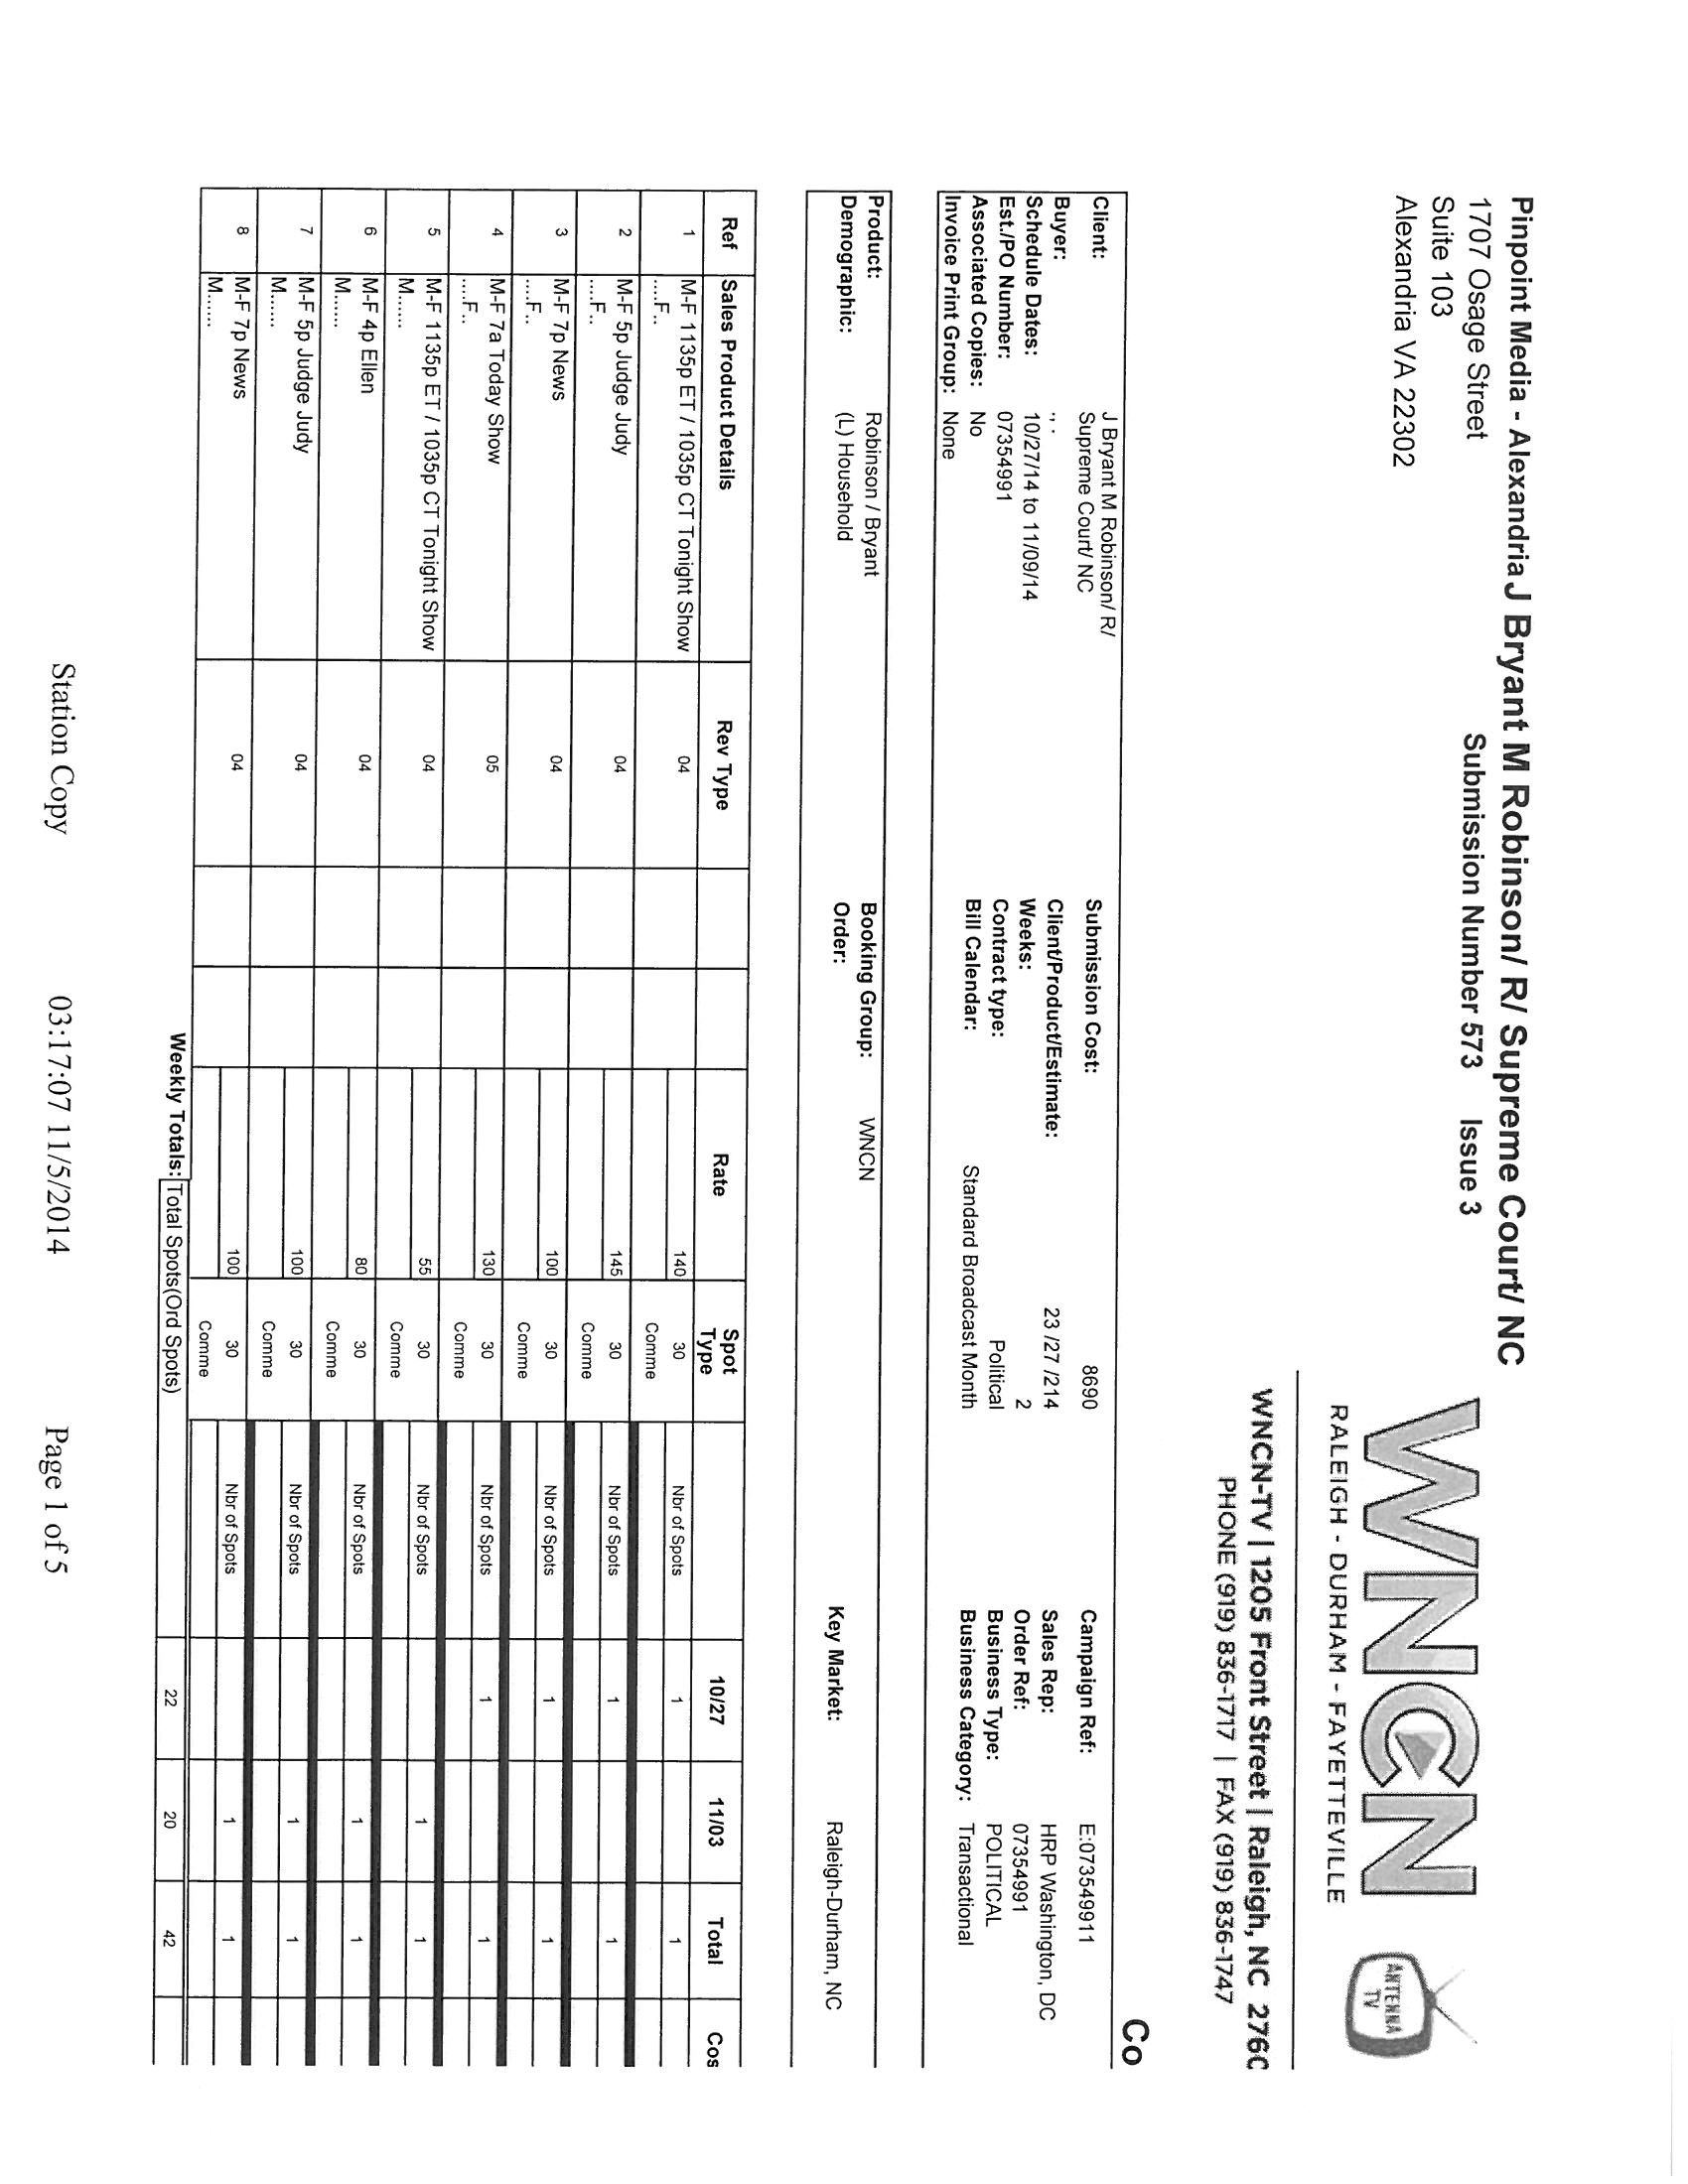 Pinpoint Media - Alexandria J Bryant M Robinson/ R/ Supreme Court/ NC
1707 Osage Street
Suite 103
Alexandria VA 22302
Submission Number 573 Issue 3
WNCN
RALEIGH - DURHAM - FAYETTEVILLE
ANTENNA
TV
WNCN-TV | 1205 Front Street | Raleigh, NC 2760
PHONE (919) 836-1717 | FAX (919) 836-1747
Co
Client: J Bryant M Robinson/ R/
Supreme Court/ NC
Buyer: ., .
Schedule Dates: 10/27/14 to 11/09/14
Est./PO Number: 07354991
Associated Copies: No
Invoice Print Group: None
Submission Cost: 8690
Client/Product/Estimate: 23 /27 /214
Weeks: 2
Contract type: Political
Bill Calendar: Standard Broadcast Month
Campaign Ref: E:073549911
Sales Rep: HRP Washington, DC
Order Ref: 07354991
Business Type: POLITICAL
Business Category: Transactional
Product: Robinson / Bryant
Demographic: (L) Household
Booking Group: WNCN
Order:
Key Market: Raleigh-Durham, NC
Ref Sales Product Details Rev Type Rate Spot Type 10/27 11/03 Total Cos
1 M-F 1135p ET / 1035p CT Tonight Show 04 140 30 Nbr of Spots 1 1
....F.. Comme
2 M-F 5p Judge Judy 04 145 30 Nbr of Spots 1 1
....F.. Comme
3 M-F 7p News 04 100 30 Nbr of Spots 1 1
....F.. Comme
4 M-F 7a Today Show 05 130 30 Nbr of Spots 1 1
....F.. Comme
5 M-F 1135p ET / 1035p CT Tonight Show 04 55 30 Nbr of Spots 1 1
M...... Comme
6 M-F 4p Ellen 04 80 30 Nbr of Spots 1 1
M...... Comme
7 M-F 5p Judge Judy 04 100 30 Nbr of Spots 1 1
M...... Comme
8 M-F 7p News 04 100 30 Nbr of Spots 1 1
M...... Comme
Weekly Totals: Total Spots(Ord Spots) 22 20 42
Station Copy 03:17:07 11/5/2014 Page 1 of 5